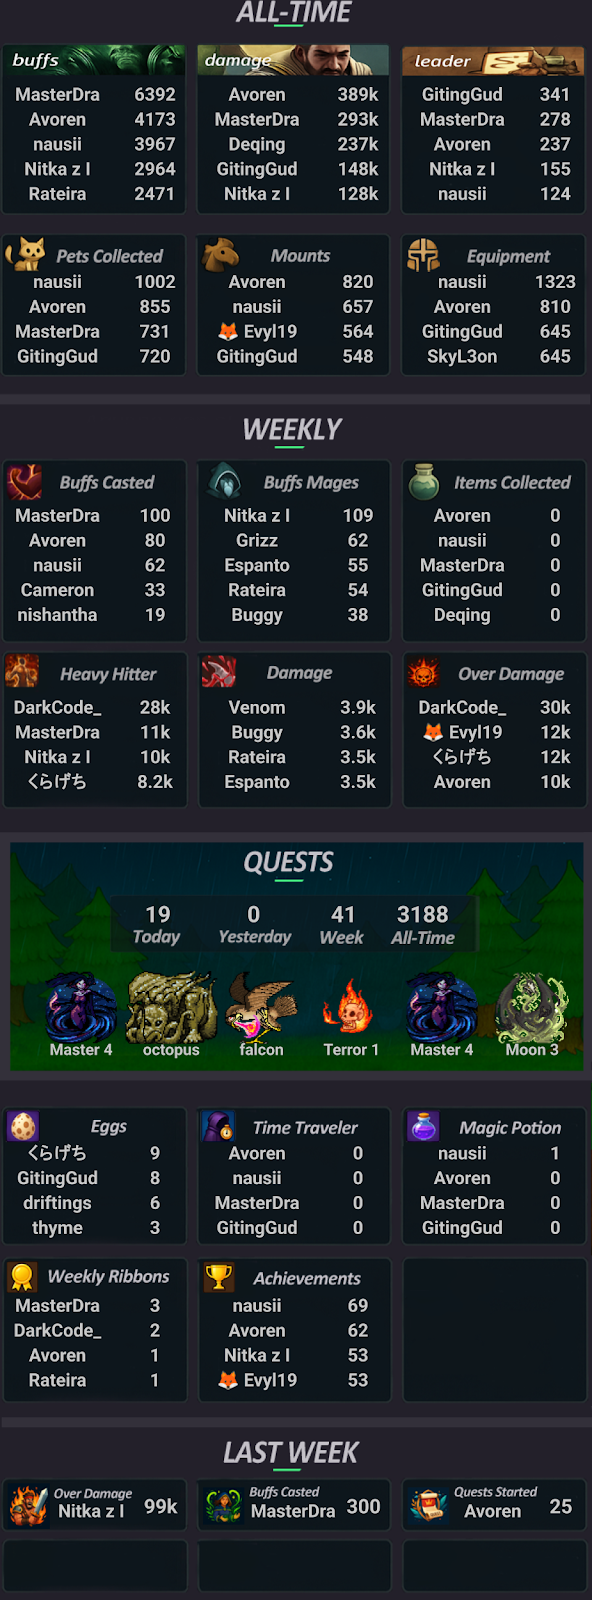 ALL-TIME
buffs
MasterDra 6392
Avoren 4173
nausii 3967
Nitka z I 2964
Rateira 2471
damage
Avoren 389k
MasterDra 293k
Deqing 237k
GitingGud 148k
Nitka z I 128k
leader
GitingGud 341
MasterDra 278
Avoren 237
Nitka z I 155
nausii 124
Pets Collected
nausii 1002
Avoren 855
MasterDra 731
GitingGud 720
Mounts
Avoren 820
nausii 657
🦊 Evyl19 564
GitingGud 548
Equipment
nausii 1323
Avoren 810
GitingGud 645
SkyL3on 645
WEEKLY
Buffs Casted
MasterDra 100
Avoren 80
nausii 62
Cameron 33
nishantha 19
Buffs Mages
Nitka z I 109
Grizz 62
Espanto 55
Rateira 54
Buggy 38
Items Collected
Avoren 0
nausii 0
MasterDra 0
GitingGud 0
Deqing 0
Heavy Hitter
DarkCode_ 28k
MasterDra 11k
Nitka z I 10k
くらげち 8.2k
Damage
Venom 3.9k
Buggy 3.6k
Rateira 3.5k
Espanto 3.5k
Over Damage
DarkCode_ 30k
🦊 Evyl19 12k
くらげち 12k
Avoren 10k
QUESTS
19 0 41 3188
Today Yesterday Week All-Time
Master 4 octopus falcon Terror 1 Master 4 Moon 3
Eggs
くらげち 9
GitingGud 8
driftings 6
thyme 3
Time Traveler
Avoren 0
nausii 0
MasterDra 0
GitingGud 0
Magic Potion
nausii 1
Avoren 0
MasterDra 0
GitingGud 0
Weekly Ribbons
MasterDra 3
DarkCode_ 2
Avoren 1
Rateira 1
Achievements
nausii 69
Avoren 62
Nitka z I 53
🦊 Evyl19 53
LAST WEEK
Over Damage
Nitka z I 99k
Buffs Casted
MasterDra 300
Quests Started
Avoren 25